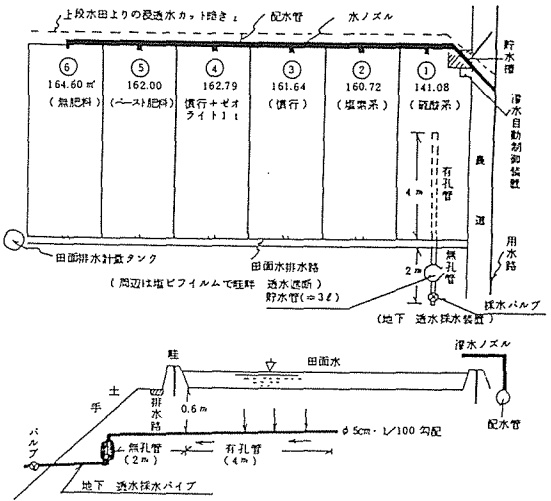 上段水田よりの浸透水カット防ぎt
配水管
水ノズル
貯水槽
⑥
164.60㎡
(無肥料)
⑤
162.00
(ペースト肥料)
④
162.79
慣行+ゼオライト1t
③
161.64
(慣行)
②
160.72
(塩素系)
①
141.08
(硫酸系)
灌水自動制御装置
農道
4m
有孔管
用水路
田面排水計量タンク
田面水排水路
2m
無孔管
(周辺は塩ビフイルムで畦畔 透水遮断)
貯水管(≒3ℓ)
採水バルブ
(地下 透水採水装置)
畦
田面水
灌水ノズル
土手
排水路
0.6m
配水管
φ5cm・1/100勾配
バルブ
無孔管
(2m)
有孔管
(4m)
地下 透水採水パイプ